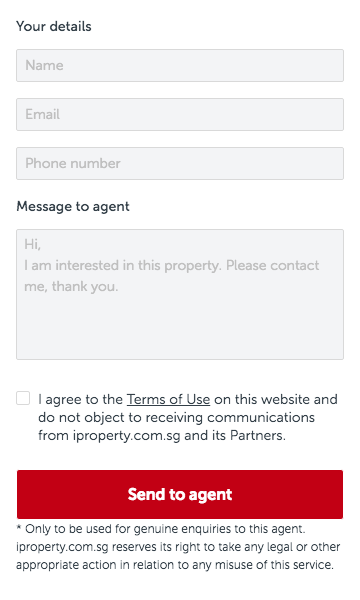 Your details
Name
Email
Phone number
Message to agent
Hi,
I am interested in this property. Please contact
me, thank you.
I agree to the Terms of Use on this website and
do not object to receiving communications
from iproperty.com.sg and its Partners.
Send to agent
* Only to be used for genuine enquiries to this agent.
iproperty.com.sg reserves its right to take any legal or other
appropriate action in relation to any misuse of this service.